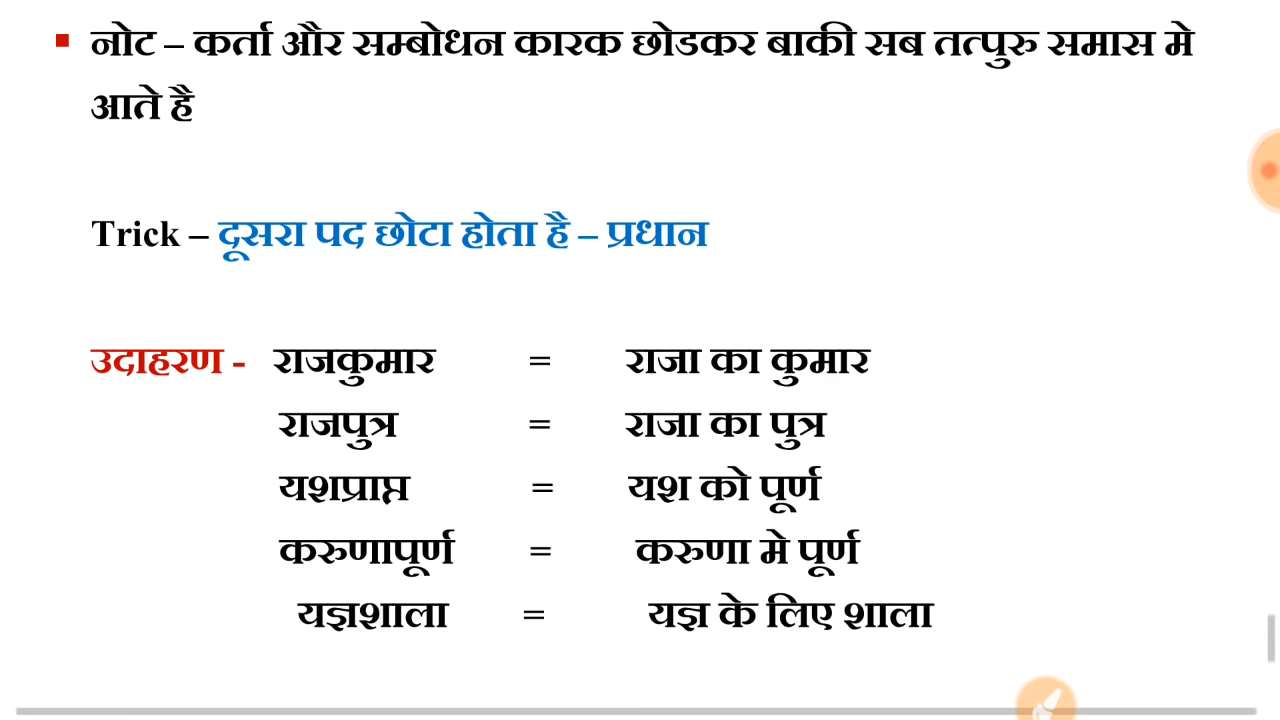 ▪ नोट – कर्ता और सम्बोधन कारक छोडकर बाकी सब तत्पुरु समास मे
आते है
Trick – दूसरा पद छोटा होता है – प्रधान
उदाहरण - राजकुमार = राजा का कुमार
राजपुत्र = राजा का पुत्र
यशप्राप्त = यश को पूर्ण
करुणापूर्ण = करुणा मे पूर्ण
यज्ञशाला = यज्ञ के लिए शाला